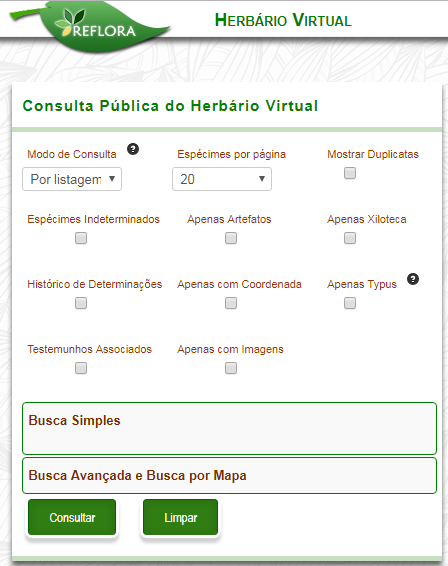 REFLORA
Herbário Virtual
Consulta Pública do Herbário Virtual
Modo de Consulta ? Espécimes por página Mostrar Duplicatas
Por listagem 20
Espécimes Indeterminados Apenas Artefatos Apenas Xiloteca
Histórico de Determinações Apenas com Coordenada Apenas Typus ?
Testemunhos Associados Apenas com Imagens
Busca Simples
Busca Avançada e Busca por Mapa
Consultar Limpar